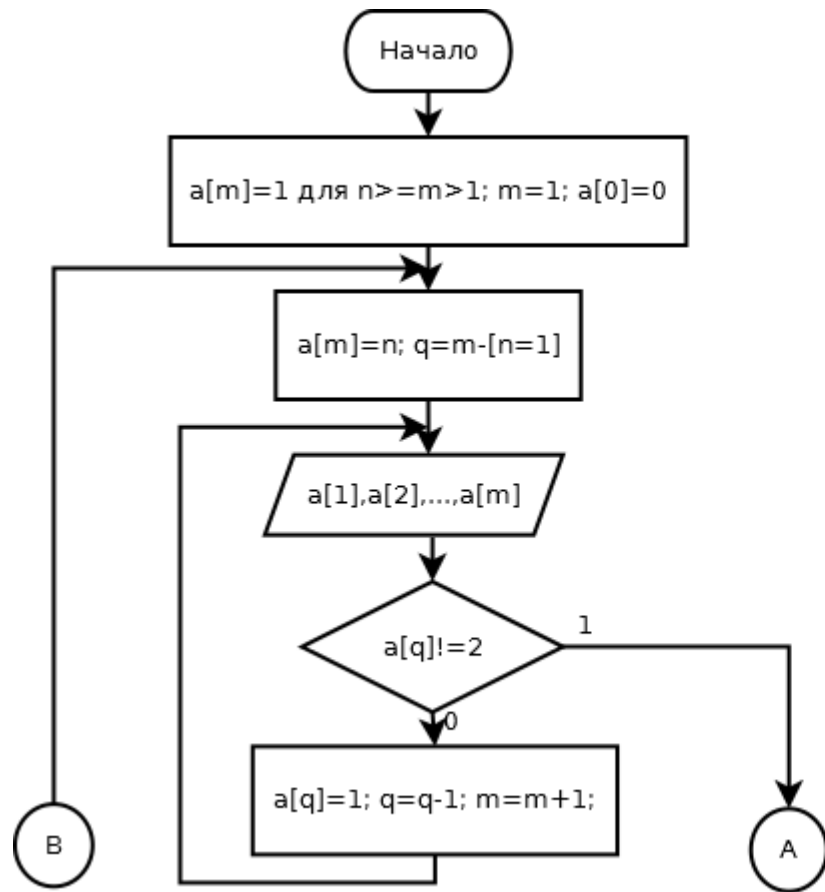 Начало
a[m]=1 для n>=m>1; m=1; a[0]=0
a[m]=n; q=m-[n=1]
a[1],a[2],...,a[m]
a[q]!=2
1
0
a[q]=1; q=q-1; m=m+1;
B
A